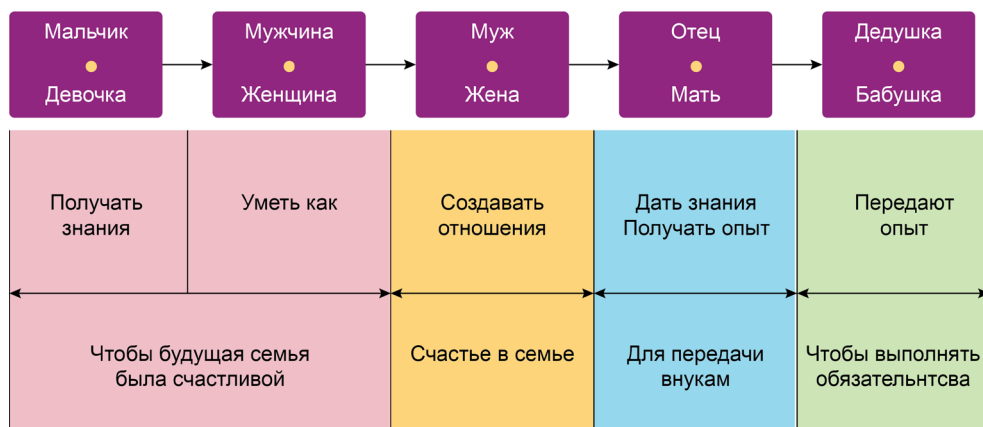 Мальчик
Девочка
Мужчина
Женщина
Муж
Жена
Отец
Мать
Дедушка
Бабушка
Получать
знания
Уметь как
Создавать
отношения
Дать знания
Получать опыт
Передают
опыт
Чтобы будущая семья
была счастливой
Счастье в семье
Для передачи
внукам
Чтобы выполнять
обязательнтсва